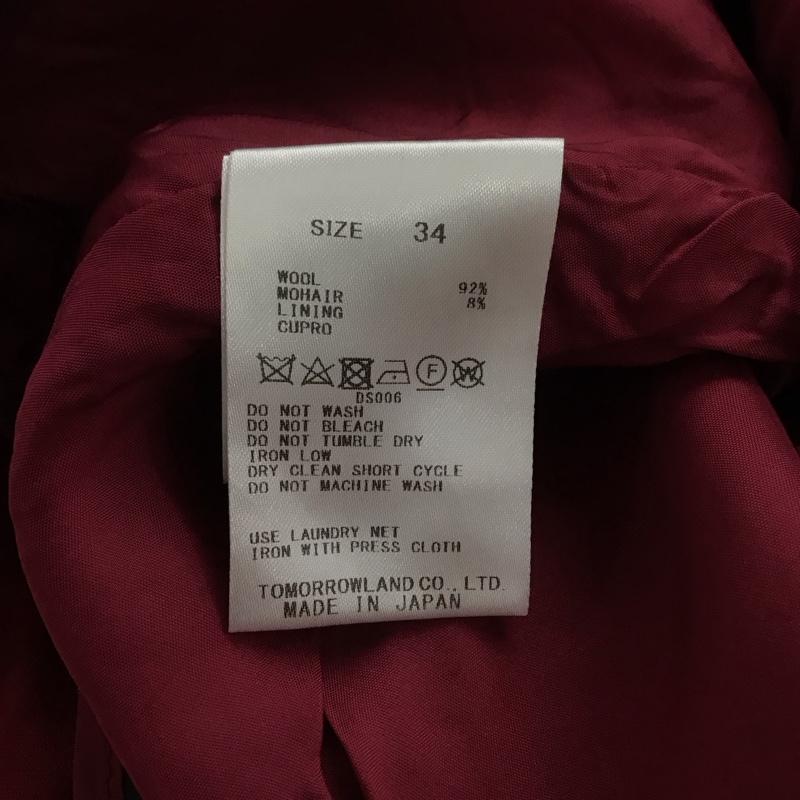 SIZE 34
WOOL 92%
MOHAIR 8%
LINING
CUPRO
F W
DS006
DO NOT WASH
DO NOT BLEACH
DO NOT TUMBLE DRY
IRON LOW
DRY CLEAN SHORT CYCLE
DO NOT MACHINE WASH
USE LAUNDRY NET
IRON WITH PRESS CLOTH
TOMORROWLAND CO., LTD.
MADE IN JAPAN